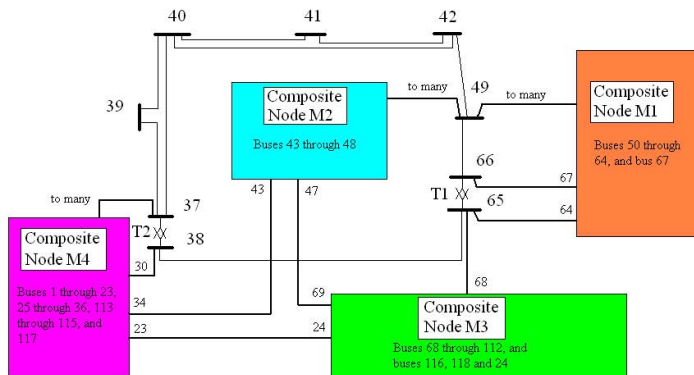 40
41
42
39
49
to many
to many
Composite
Node M2
Buses 43 through 48
Composite
Node M1
Buses 50 through
64, and bus 67
66
67
T1
65
64
43
47
to many
37
T2
38
Composite
Node M4
30
Buses 1 through 23,
25 through 36, 113
through 115, and
117
34
23
68
69
24
Composite
Node M3
Buses 68 through 112, and
buses 116, 118 and 24